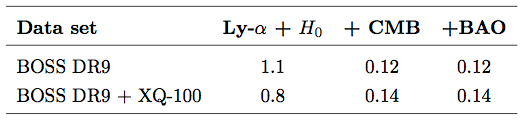 Data set Ly-α + H₀ + CMB +BAO
BOSS DR9 1.1 0.12 0.12
BOSS DR9 + XQ-100 0.8 0.14 0.14